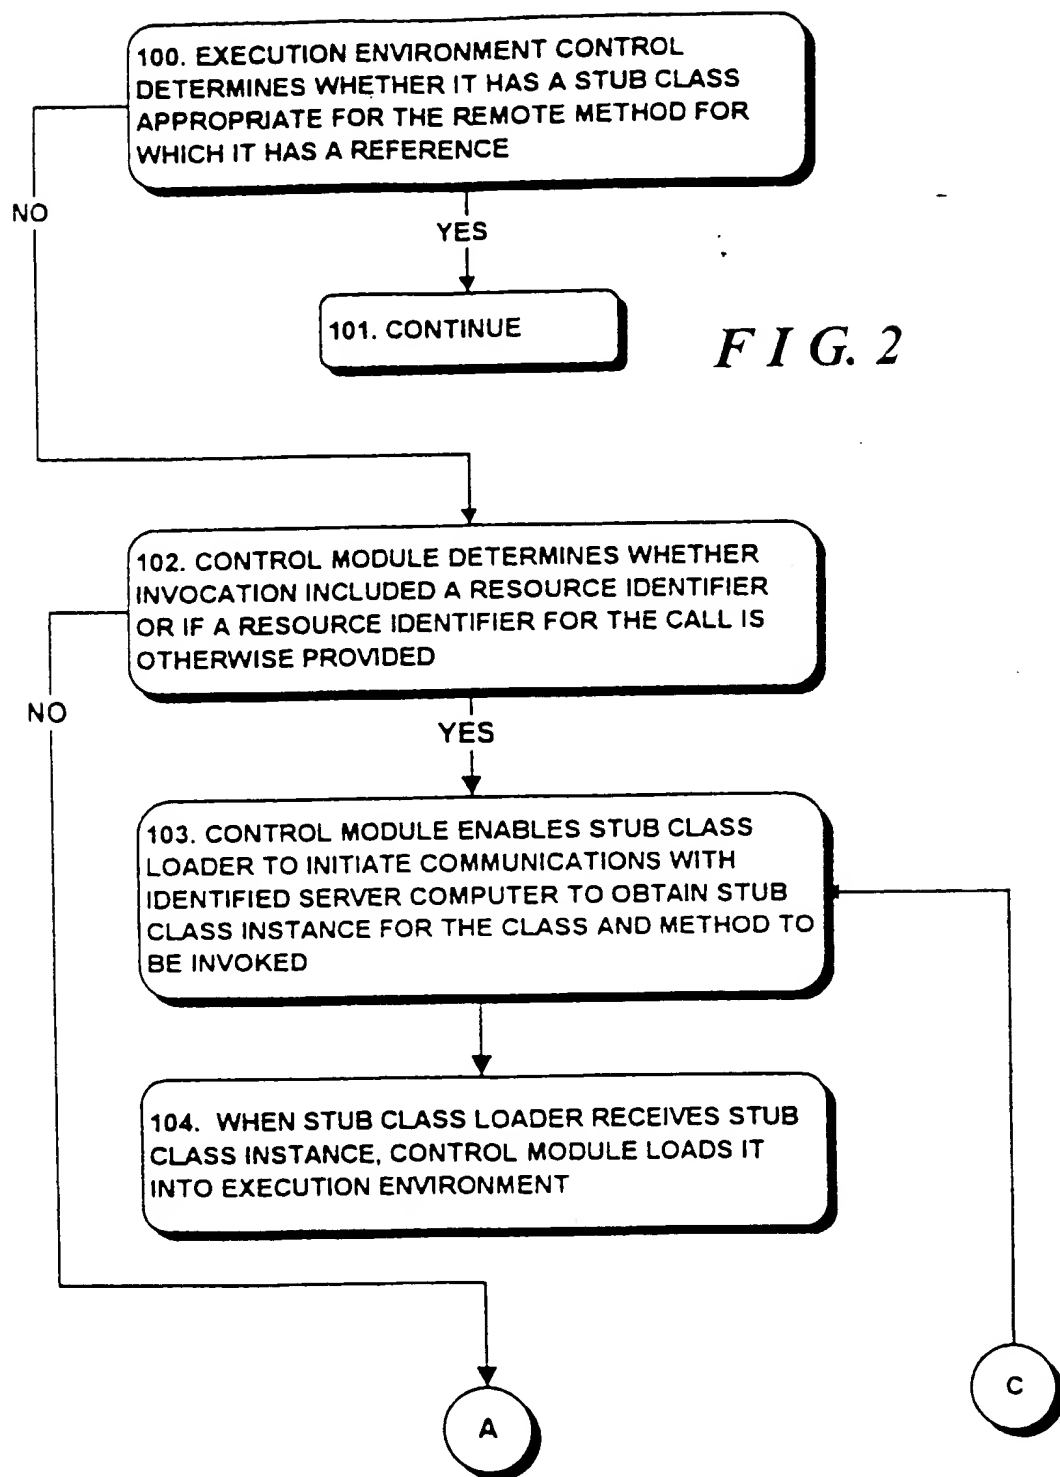 100. EXECUTION ENVIRONMENT CONTROL
DETERMINES WHETHER IT HAS A STUB CLASS
APPROPRIATE FOR THE REMOTE METHOD FOR
WHICH IT HAS A REFERENCE
NO
YES
101. CONTINUE
FIG. 2
102. CONTROL MODULE DETERMINES WHETHER
INVOCATION INCLUDED A RESOURCE IDENTIFIER
OR IF A RESOURCE IDENTIFIER FOR THE CALL IS
OTHERWISE PROVIDED
NO
YES
103. CONTROL MODULE ENABLES STUB CLASS
LOADER TO INITIATE COMMUNICATIONS WITH
IDENTIFIED SERVER COMPUTER TO OBTAIN STUB
CLASS INSTANCE FOR THE CLASS AND METHOD TO
BE INVOKED
104. WHEN STUB CLASS LOADER RECEIVES STUB
CLASS INSTANCE, CONTROL MODULE LOADS IT
INTO EXECUTION ENVIRONMENT
C
A